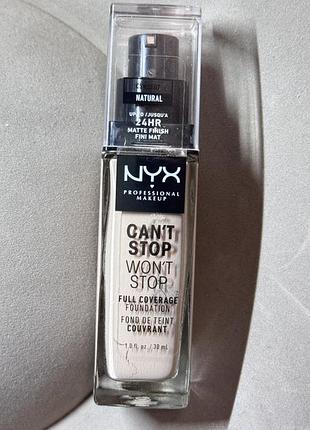 NATURAL
UP TO / JUSQU'À
24HR
MATTE FINISH
FINI MAT
NYX
PROFESSIONAL
MAKEUP
CAN'T
STOP
WON'T
STOP
FULL COVERAGE
FOUNDATION
FOND DE TEINT
COUVRANT
1.0 fl. oz / 30 mL